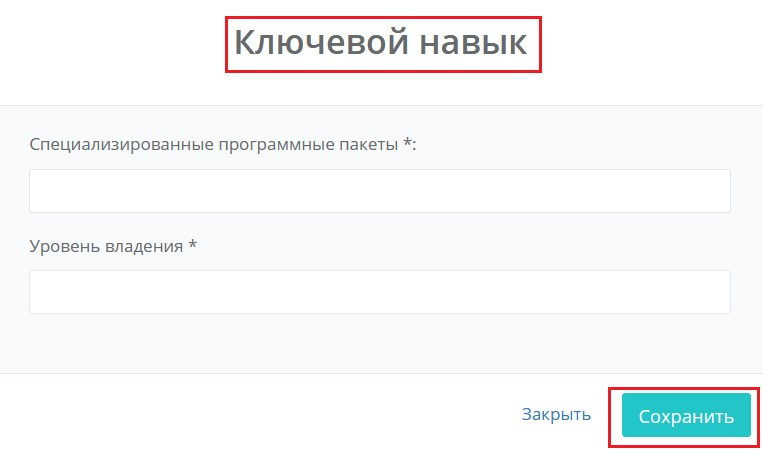 Ключевой навык
Специализированные программные пакеты *:
Уровень владения *
Закрыть Сохранить